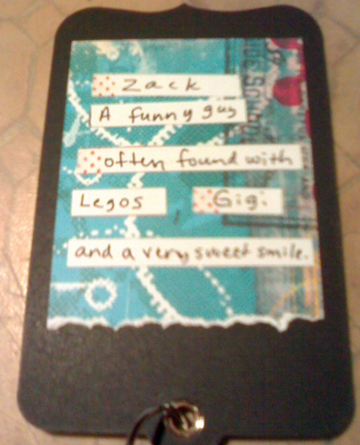 Zack
A funny guy
often found with
Legos , Gigi
and a very sweet smile.